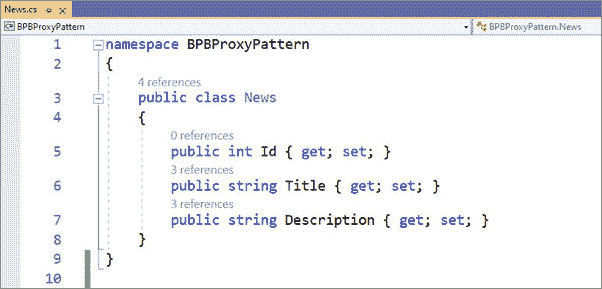 News.cs
BPBProxyPattern
BPBProxyPattern.News
1 namespace BPBProxyPattern
2 {
4 references
3 public class News
4 {
0 references
5 public int Id { get; set; }
3 references
6 public string Title { get; set; }
3 references
7 public string Description { get; set; }
8 }
9 }
10